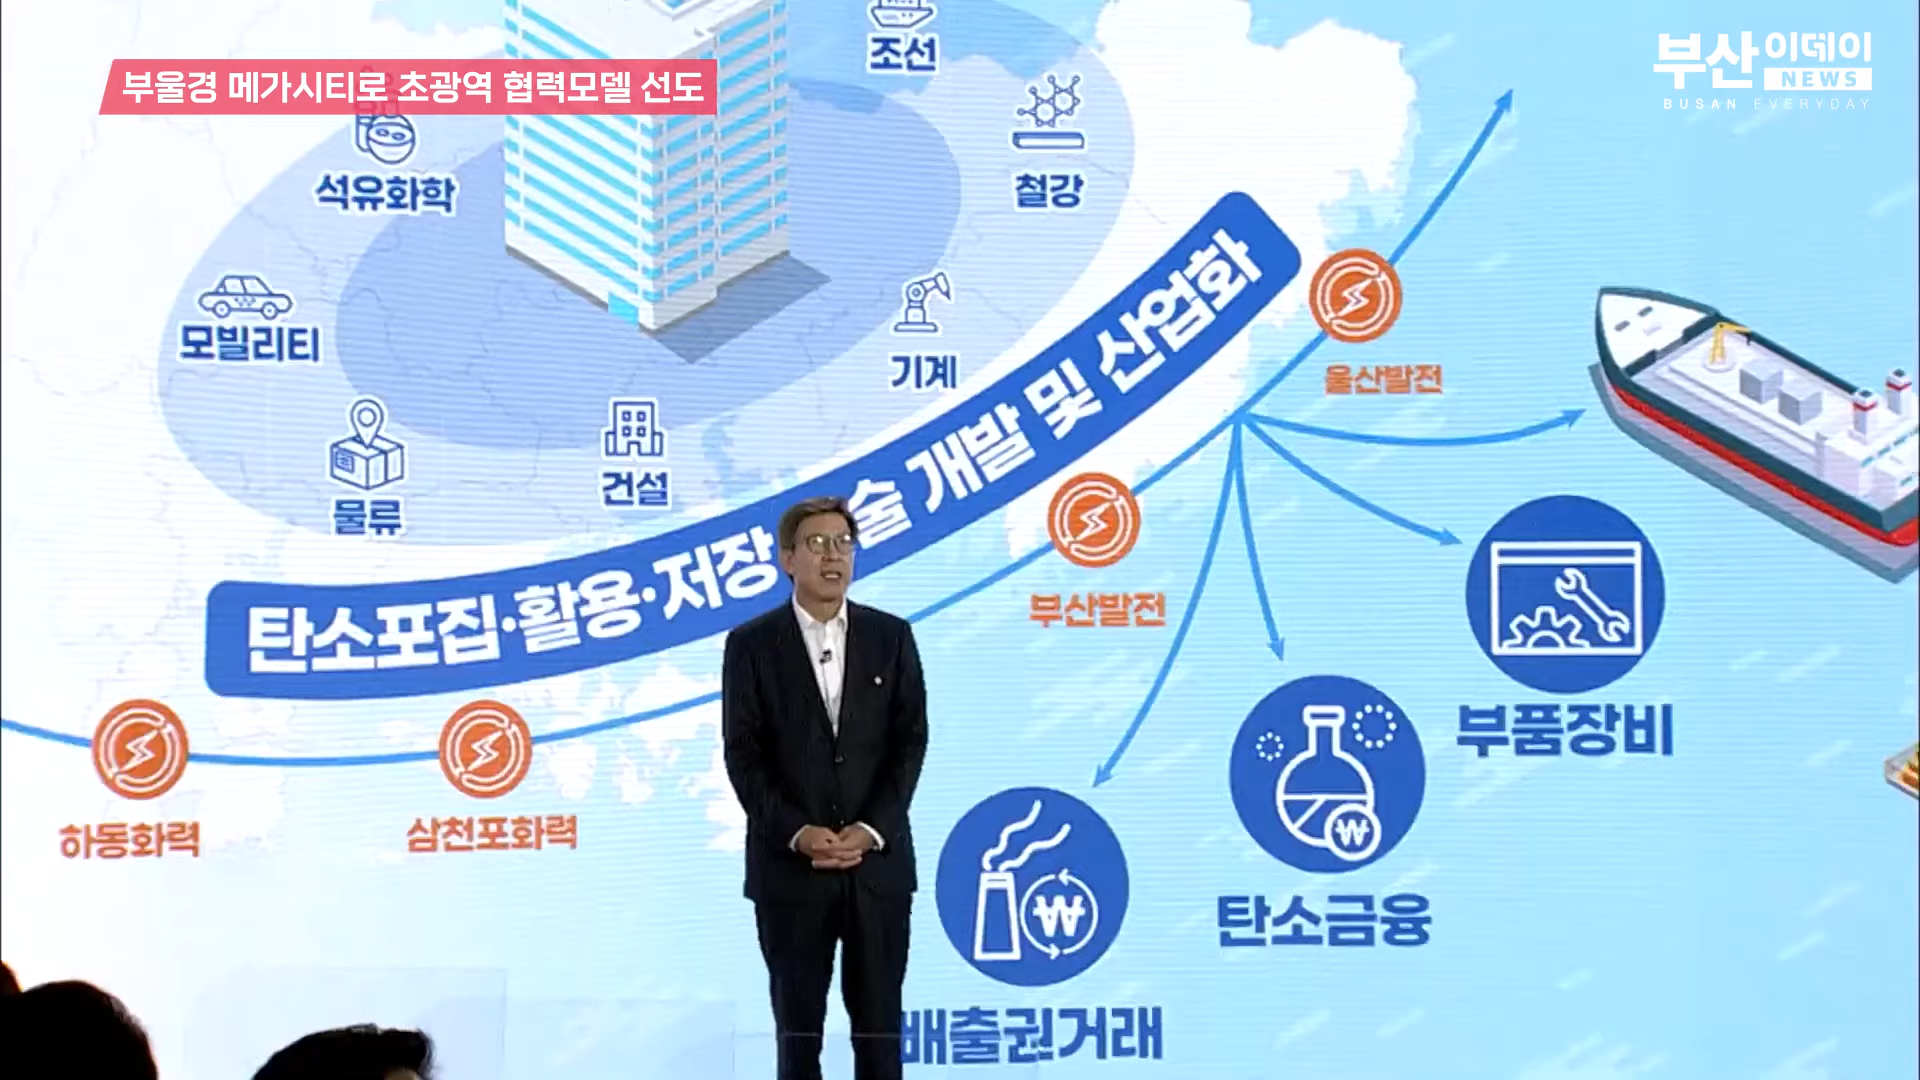 부울경 메가시티로 초광역 협력모델 선도
부산이데이
NEWS
BUSAN EVERYDAY
조선
석유화학
철강
모빌리티
기계
물류
건설
탄소포집·활용·저장 술 개발 및 산업화
울산발전
부산발전
하동화력
삼천포화력
부품장비
탄소금융
배출권거래